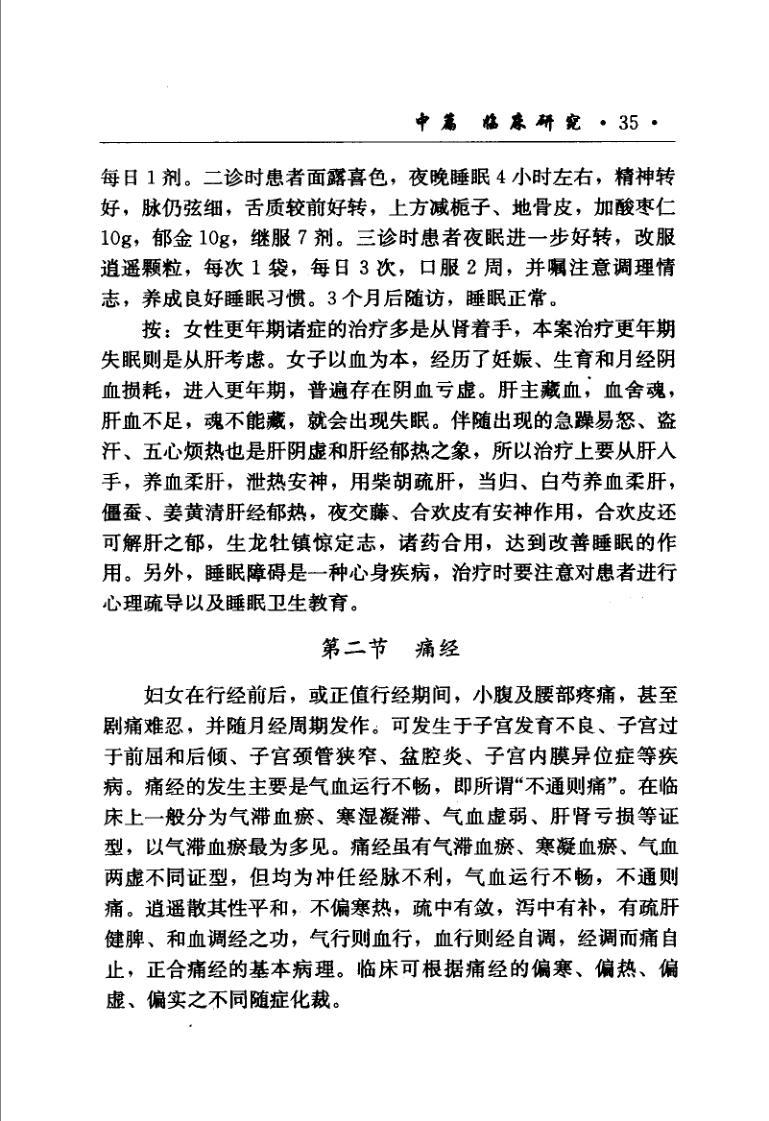 中篇 临床研究 · 35 ·
每日 1 剂。二诊时患者面露喜色，夜晚睡眠 4 小时左右，精神转
好，脉仍弦细，舌质较前好转，上方减栀子、地骨皮，加酸枣仁
10g，郁金 10g，继服 7 剂。三诊时患者夜眠进一步好转，改服
逍遥颗粒，每次 1 袋，每日 3 次，口服 2 周，并嘱注意调理情
志，养成良好睡眠习惯。3 个月后随访，睡眠正常。
按：女性更年期诸症的治疗多是从肾着手，本案治疗更年期
失眠则是从肝考虑。女子以血为本，经历了妊娠、生育和月经阴
血损耗，进入更年期，普遍存在阴血亏虚。肝主藏血，血舍魂，
肝血不足，魂不能藏，就会出现失眠。伴随出现的急躁易怒、盗
汗、五心烦热也是肝阴虚和肝经郁热之象，所以治疗上要从肝入
手，养血柔肝，泄热安神，用柴胡疏肝，当归、白芍养血柔肝，
僵蚕、姜黄清肝经郁热，夜交藤、合欢皮有安神作用，合欢皮还
可解肝之郁，生龙牡镇惊定志，诸药合用，达到改善睡眠的作
用。另外，睡眠障碍是一种心身疾病，治疗时要注意对患者进行
心理疏导以及睡眠卫生教育。
第二节 痛经
妇女在行经前后，或正值行经期间，小腹及腰部疼痛，甚至
剧痛难忍，并随月经周期发作。可发生于子宫发育不良、子宫过
于前屈和后倾、子宫颈管狭窄、盆腔炎、子宫内膜异位症等疾
病。痛经的发生主要是气血运行不畅，即所谓“不通则痛”。在临
床上一般分为气滞血瘀、寒湿凝滞、气血虚弱、肝肾亏损等证
型，以气滞血瘀最为多见。痛经虽有气滞血瘀、寒凝血瘀、气血
两虚不同证型，但均为冲任经脉不利，气血运行不畅，不通则
痛。逍遥散其性平和，不偏寒热，疏中有敛，泻中有补，有疏肝
健脾、和血调经之功，气行则血行，血行则经自调，经调而痛自
止，正合痛经的基本病理。临床可根据痛经的偏寒、偏热、偏
虚、偏实之不同随症化裁。